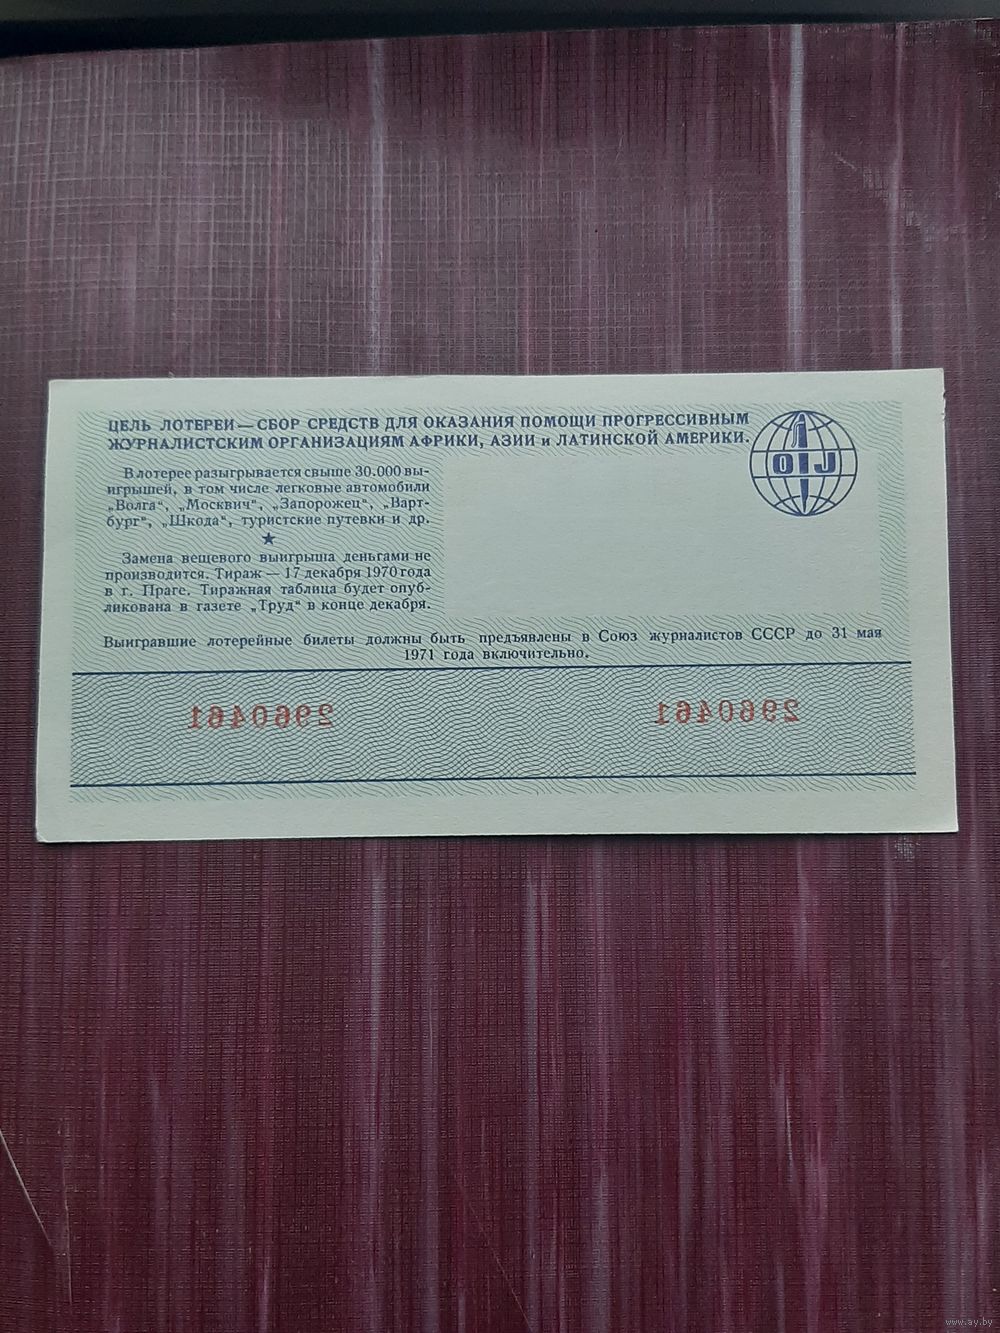 ЦЕЛЬ ЛОТЕРЕИ — СБОР СРЕДСТВ ДЛЯ ОКАЗАНИЯ ПОМОЩИ ПРОГРЕССИВНЫМ
ЖУРНАЛИСТСКИМ ОРГАНИЗАЦИЯМ АФРИКИ, АЗИИ и ЛАТИНСКОЙ АМЕРИКИ.
OIJ
В лотерее разыгрывается свыше 30.000 вы-
игрышей, в том числе легковые автомобили
„Волга“, „Москвич“, „Запорожец“, „Варт-
бург“, „Шкода“, туристские путевки и др.
★
Замена вещевого выигрыша деньгами не
производится. Тираж — 17 декабря 1970 года
в г. Праге. Тиражная таблица будет опуб-
ликована в газете „Труд“ в конце декабря.
Выигравшие лотерейные билеты должны быть предъявлены в Союз журналистов СССР до 31 мая
1971 года включительно.
2960461 2960461
www.ay.by